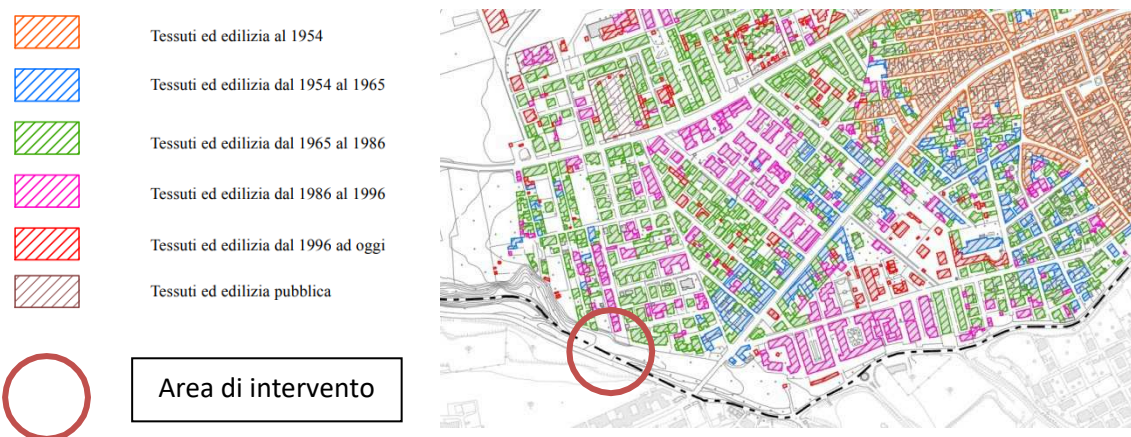 Tessuti ed edilizia al 1954
Tessuti ed edilizia dal 1954 al 1965
Tessuti ed edilizia dal 1965 al 1986
Tessuti ed edilizia dal 1986 al 1996
Tessuti ed edilizia dal 1996 ad oggi
Tessuti ed edilizia pubblica
Area di intervento